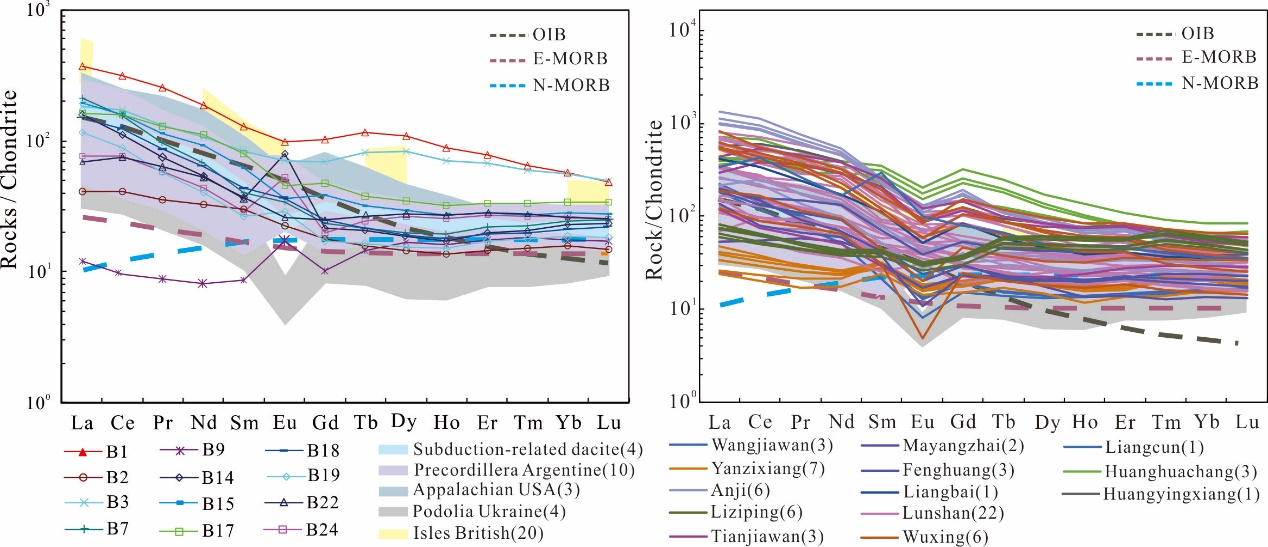 10³
10²
10¹
10⁰
Rocks / Chondrite
OIB
E-MORB
N-MORB
La Ce Pr Nd Sm Eu Gd Tb Dy Ho Er Tm Yb Lu
B1 B9 B18 Subduction-related dacite(4)
B2 B14 B19 Precordillera Argentine(10)
B3 B15 B22 Appalachian USA(3)
B7 B17 B24 Podolia Ukraine(4)
Isles British(20)
10⁴
10³
10²
10¹
10⁰
Rock/Chondrite
OIB
E-MORB
N-MORB
La Ce Pr Nd Sm Eu Gd Tb Dy Ho Er Tm Yb Lu
Wangjiawan(3) Mayangzhai(2) Liangcun(1)
Yanzixiang(7) Fenghuang(3) Huanghuachang(3)
Anji(6) Liangbai(1) Huangyingxiang(1)
Liziping(6) Lunshan(22)
Tianjiawan(3) Wuxing(6)